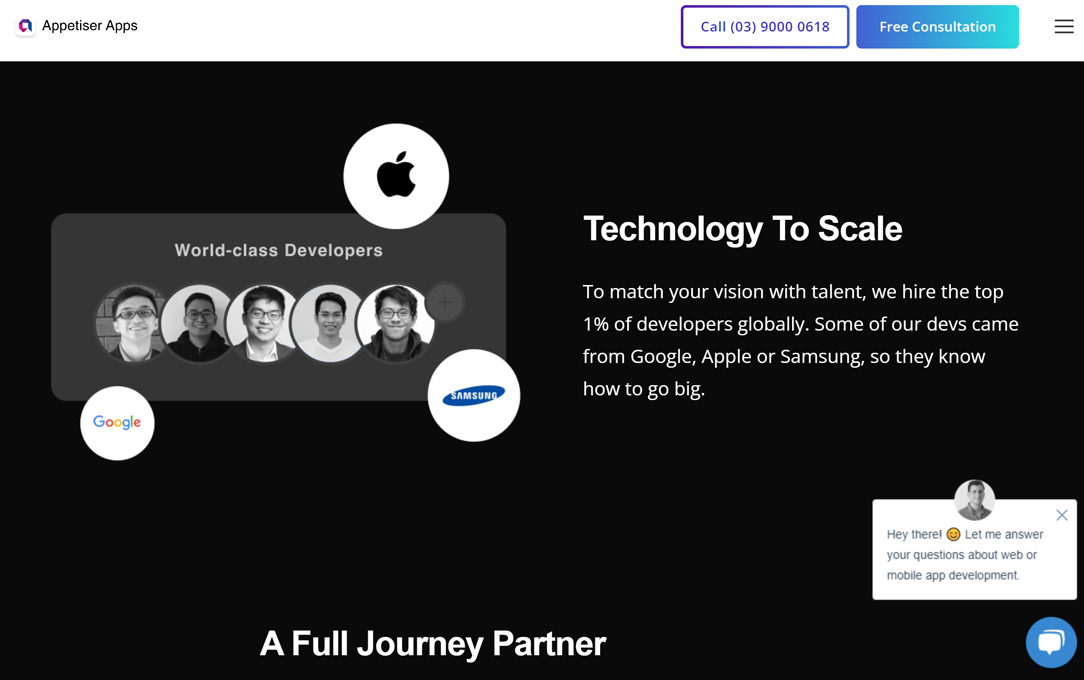 Appetiser Apps
Call (03) 9000 0618
Free Consultation
World-class Developers
SAMSUNG
Google
Technology To Scale
To match your vision with talent, we hire the top
1% of developers globally. Some of our devs came
from Google, Apple or Samsung, so they know
how to go big.
Hey there! 😊 Let me answer
your questions about web or
mobile app development.
A Full Journey Partner